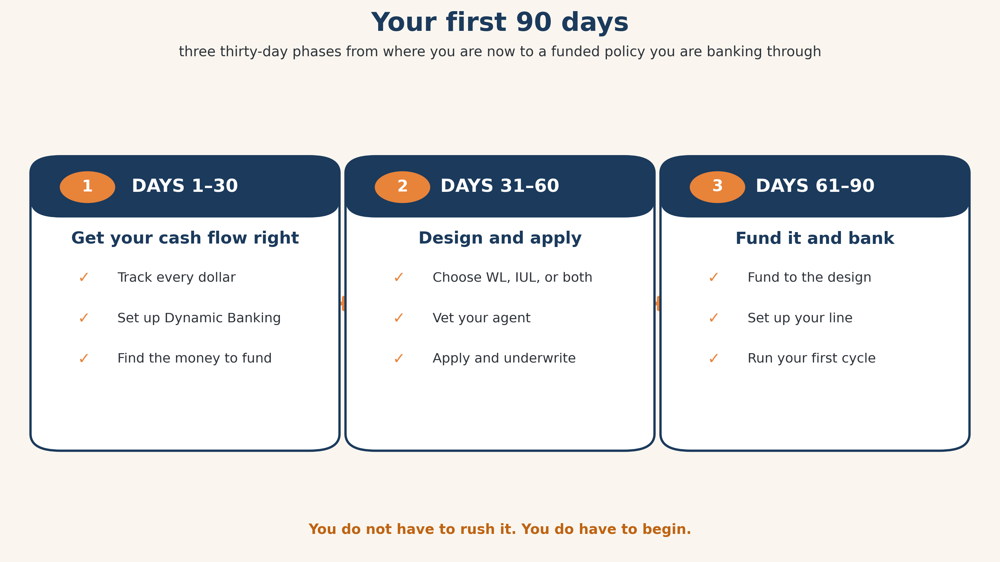 Your first 90 days
three thirty-day phases from where you are now to a funded policy you are banking through
1 DAYS 1–30
Get your cash flow right
✓ Track every dollar
✓ Set up Dynamic Banking
✓ Find the money to fund
2 DAYS 31–60
Design and apply
✓ Choose WL, IUL, or both
✓ Vet your agent
✓ Apply and underwrite
3 DAYS 61–90
Fund it and bank
✓ Fund to the design
✓ Set up your line
✓ Run your first cycle
You do not have to rush it. You do have to begin.